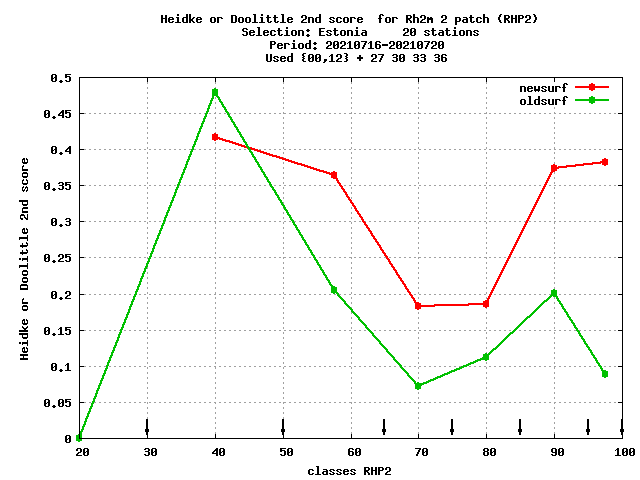 Heidke or Doolittle 2nd score  for Rh2m 2 patch (RHP2)
Selection: Estonia     20 stations
Period: 20210716-20210720
Used {00,12} + 27 30 33 36
newsurf
oldsurf
Heidke or Doolittle 2nd score
0.5
0.45
0.4
0.35
0.3
0.25
0.2
0.15
0.1
0.05
0
20 30 40 50 60 70 80 90 100
classes RHP2